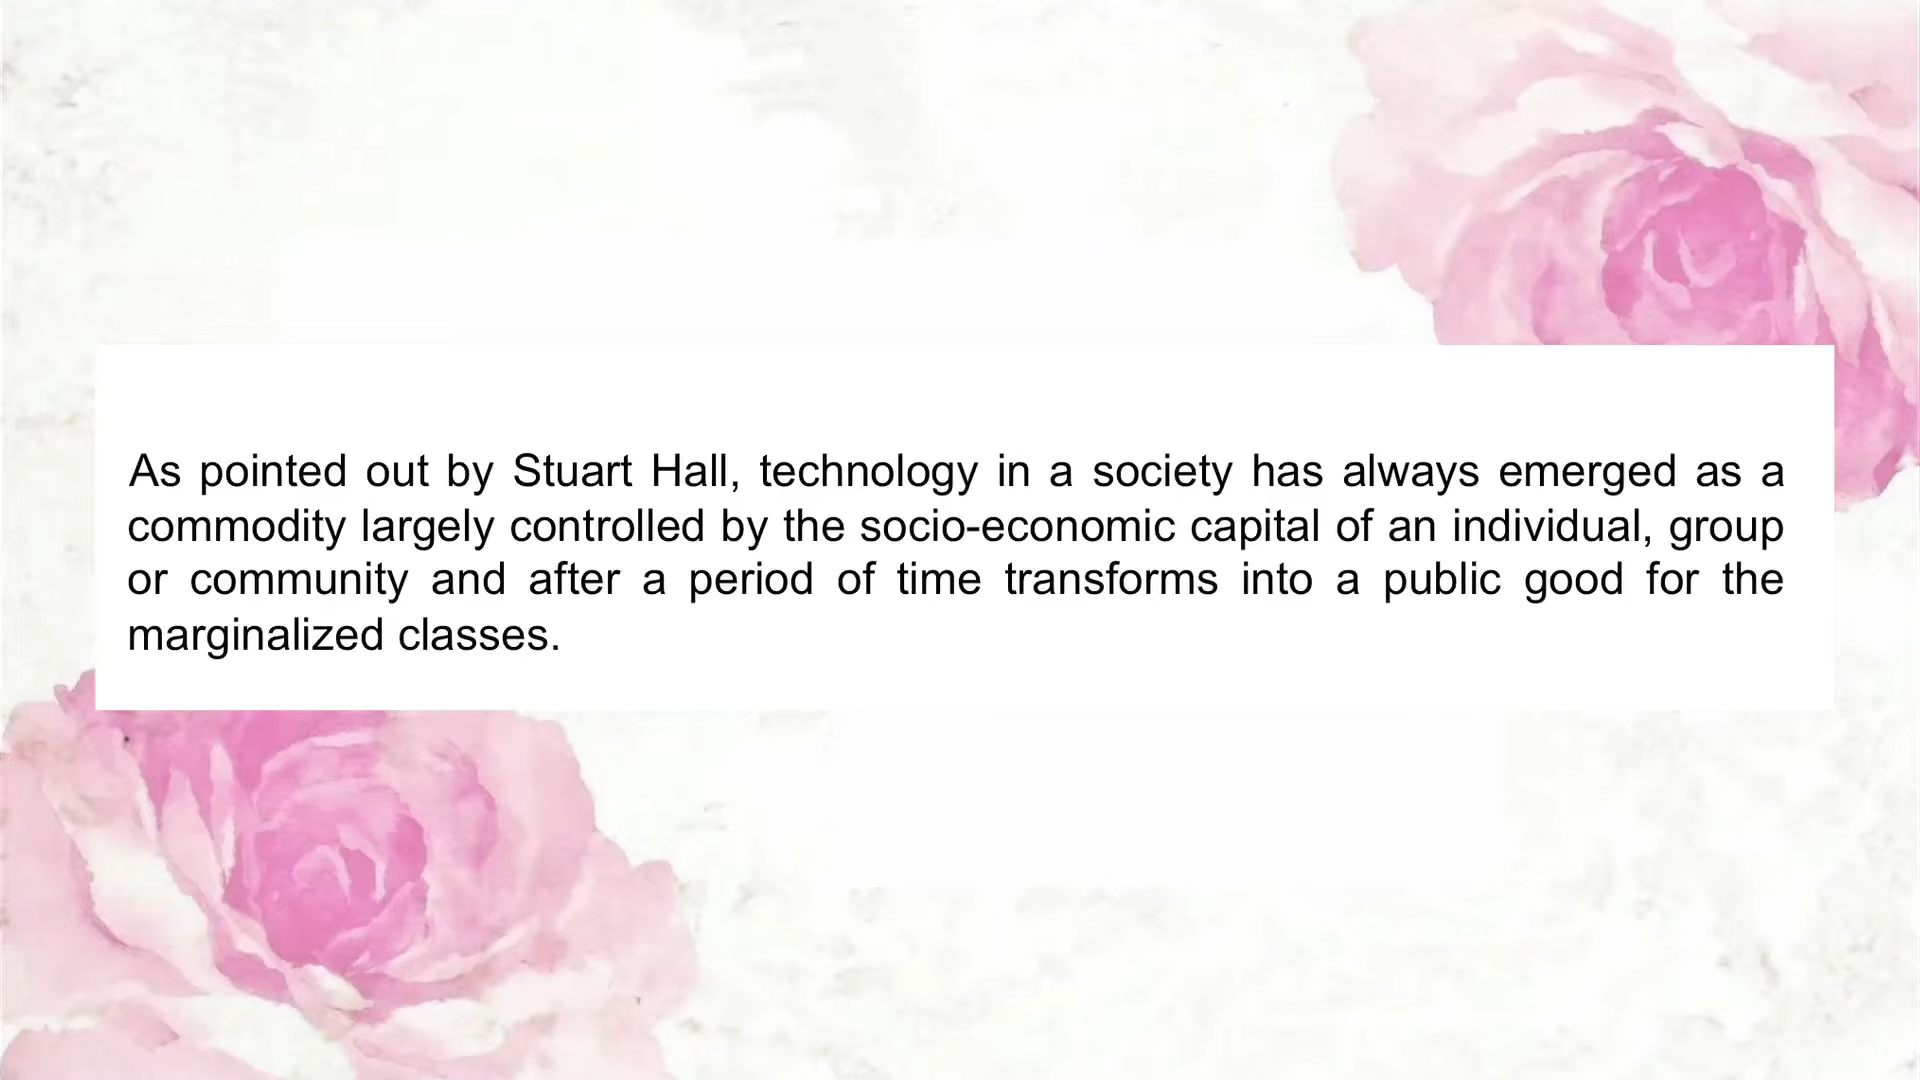 As pointed out by Stuart Hall, technology in a society has always emerged as a
commodity largely controlled by the socio-economic capital of an individual, group
or community and after a period of time transforms into a public good for the
marginalized classes.